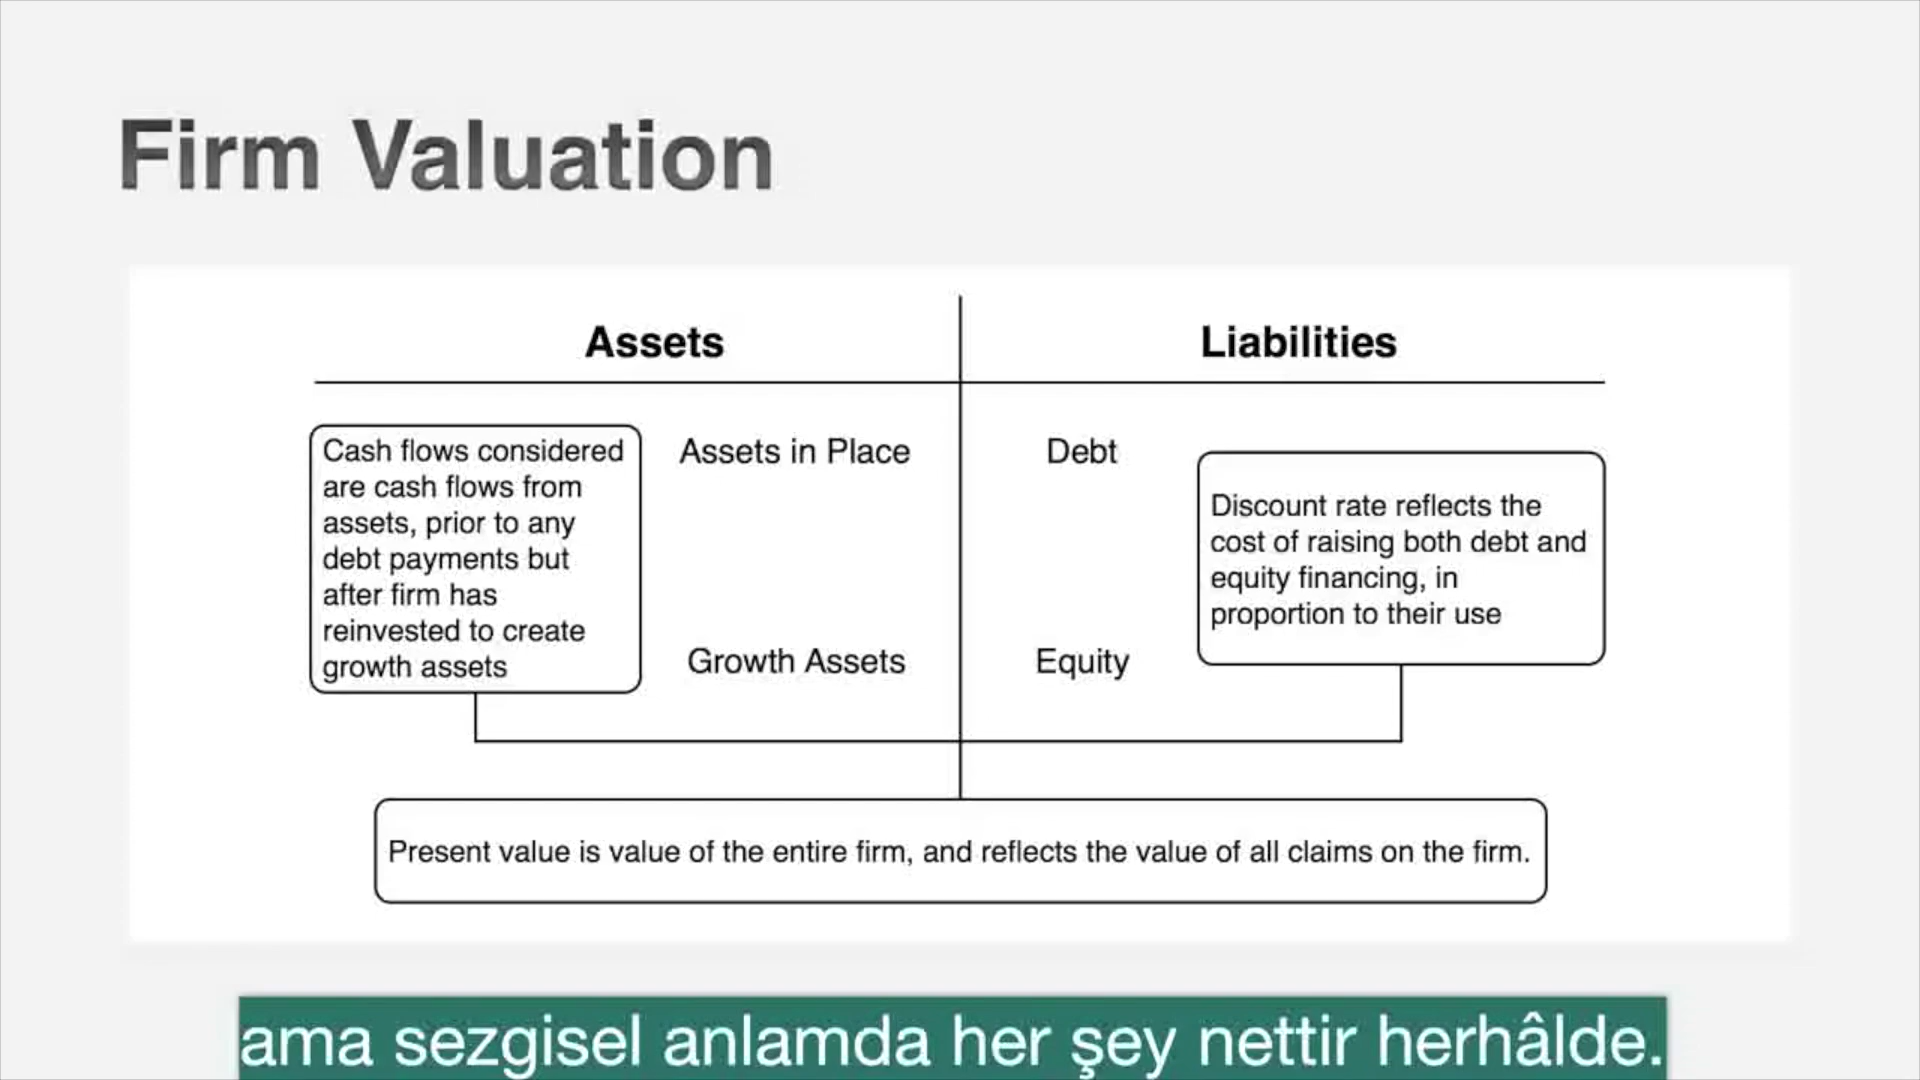 Firm Valuation
Assets
Liabilities
Cash flows considered
are cash flows from
assets, prior to any
debt payments but
after firm has
reinvested to create
growth assets
Assets in Place
Growth Assets
Debt
Equity
Discount rate reflects the
cost of raising both debt and
equity financing, in
proportion to their use
Present value is value of the entire firm, and reflects the value of all claims on the firm.
ama sezgisel anlamda her şey nettir herhâlde.